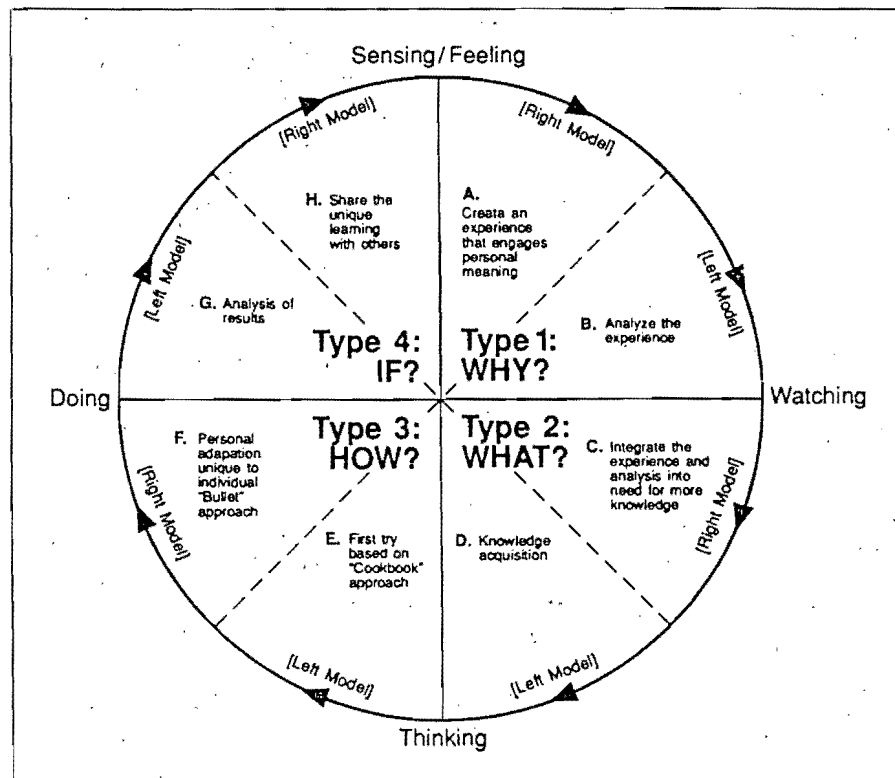 Sensing/Feeling
[Right Model]
[Right Model]
H. Share the
unique
learning
with others
A.
Create an
experience
that engages
personal
meaning
[Left Model]
[Left Model]
G. Analysis of
results
B. Analyze the
experience
Type 4:
IF?
Type 1:
WHY?
Doing
Watching
Type 3:
HOW?
Type 2:
WHAT?
F. Personal
adapation
unique to
individual
"Bullet"
approach
C. Integrate the
experience and
analysis into
need for more
knowledge
[Right Model]
[Right Model]
E. First try
based on
"Cookbook"
approach
D. Knowledge
acquisition
[Left Model]
[Left Model]
Thinking